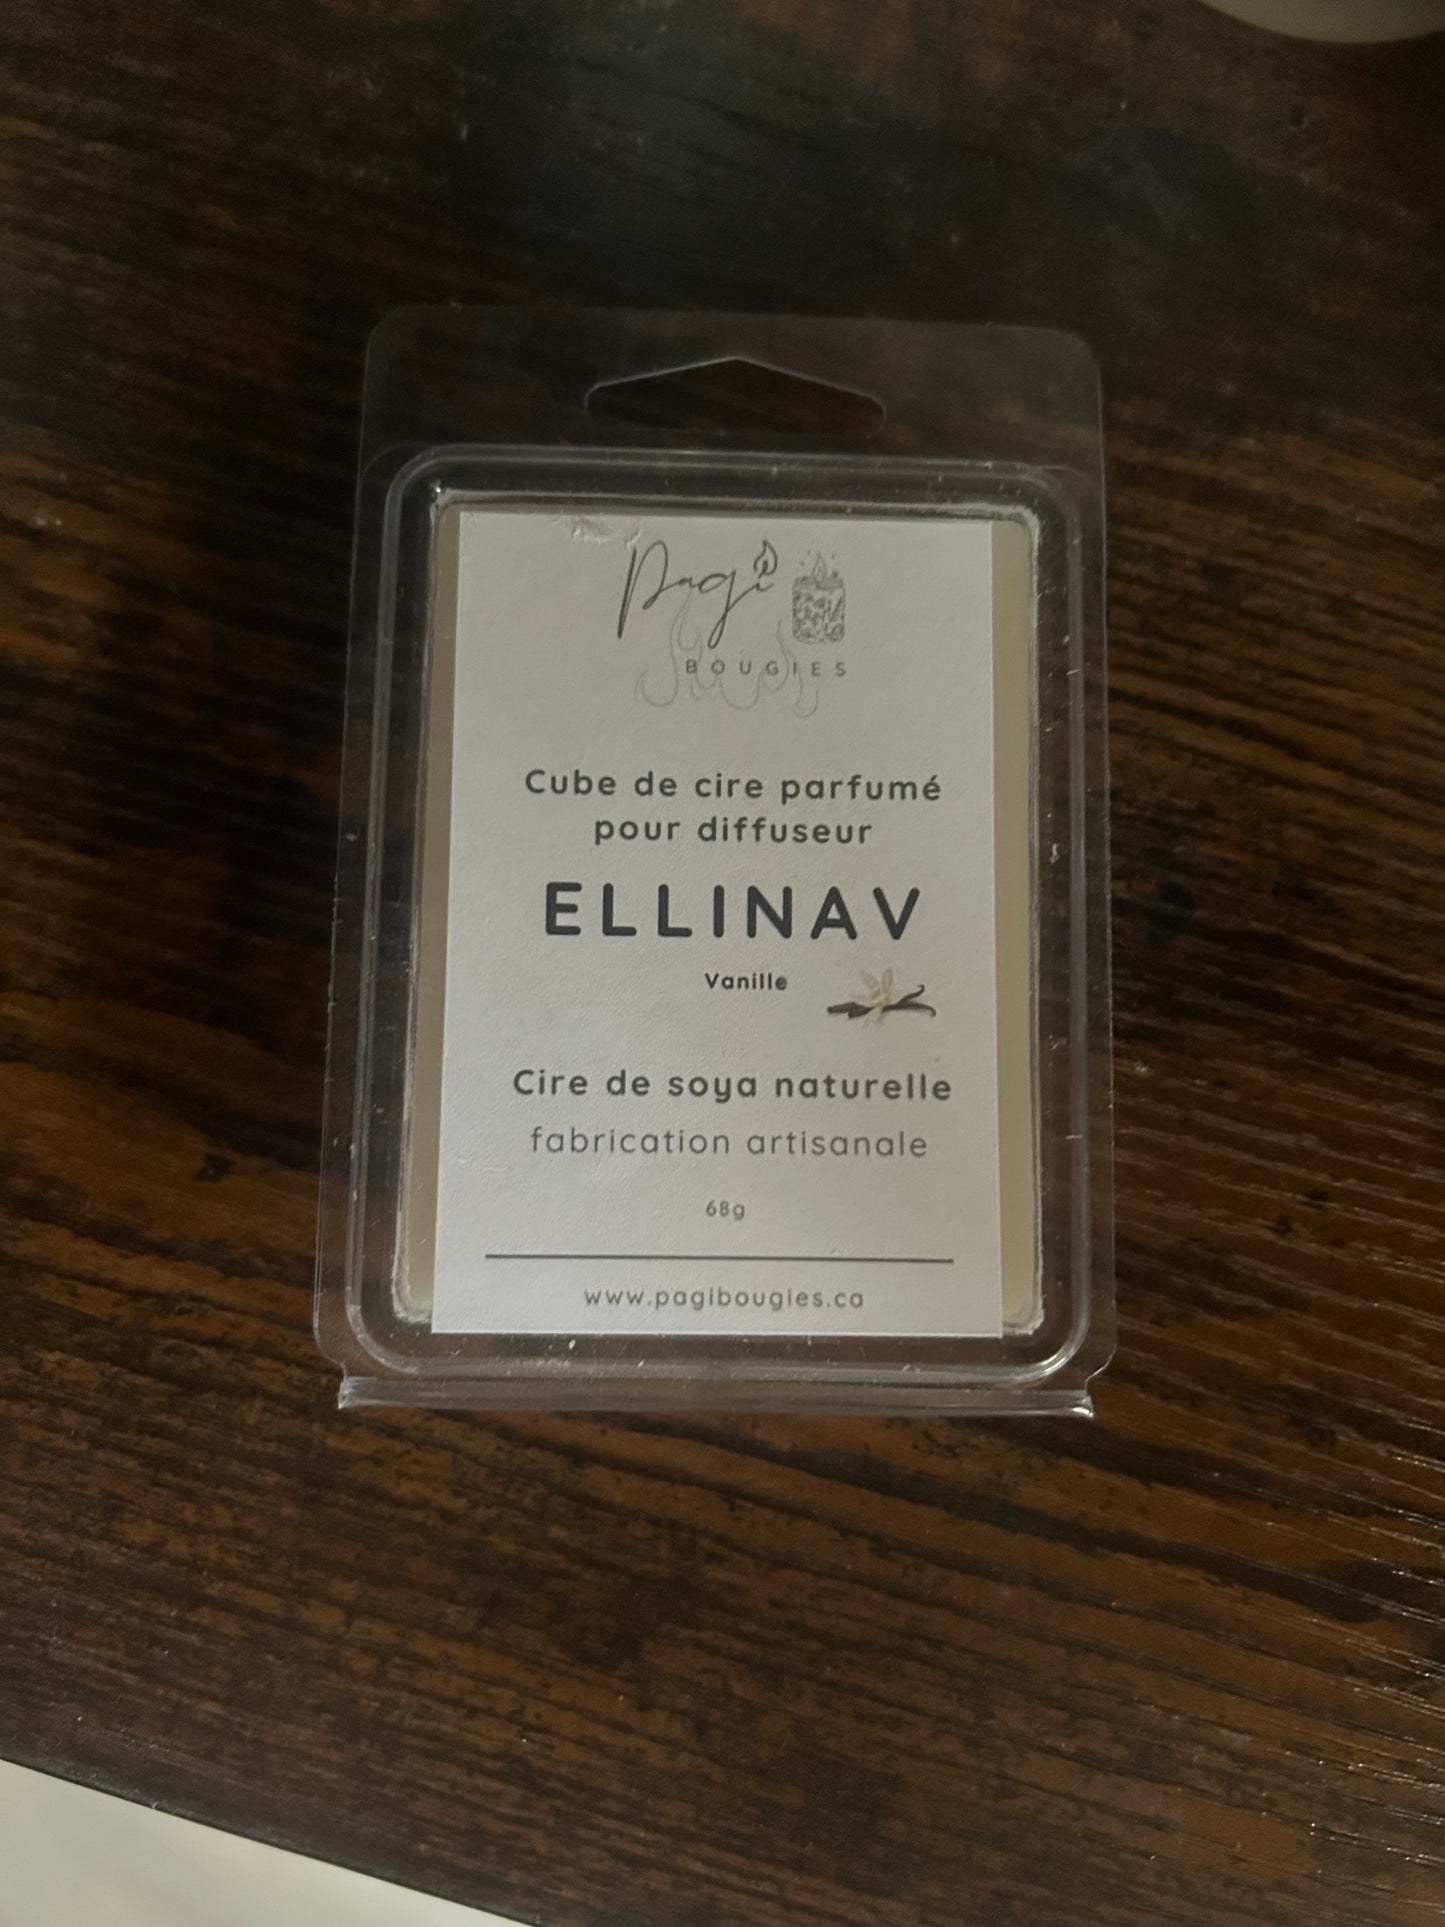 Pagi
BOUGIES
Cube de cire parfumé
pour diffuseur
ELLINAV
Vanille
Cire de soya naturelle
fabrication artisanale
68g
www.pagibougies.ca